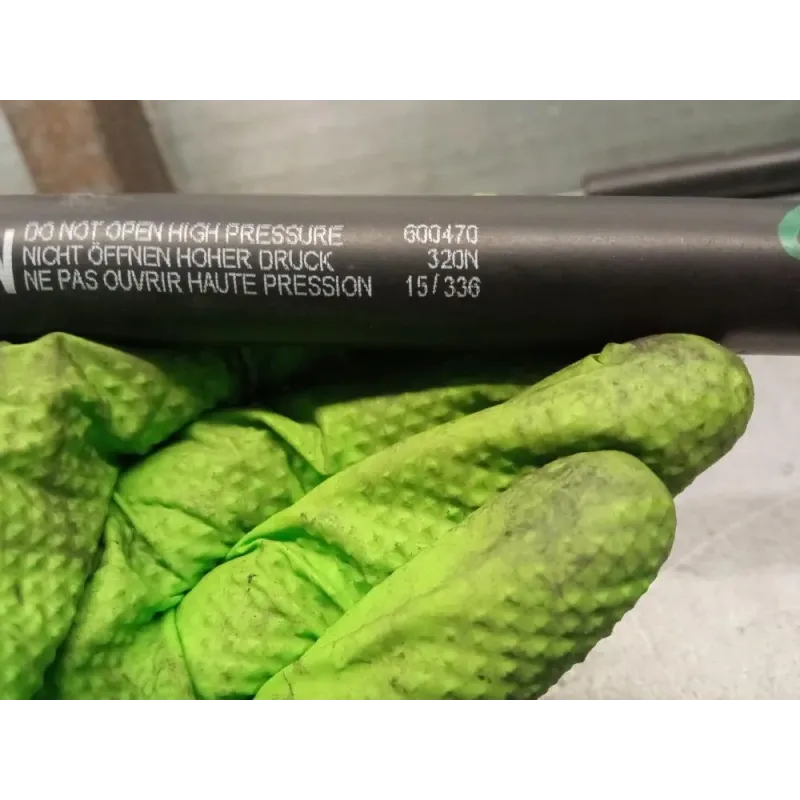 DO NOT OPEN HIGH PRESSURE 600470
NICHT ÖFFNEN HOHER DRUCK 320N
NE PAS OUVRIR HAUTE PRESSION 15/336